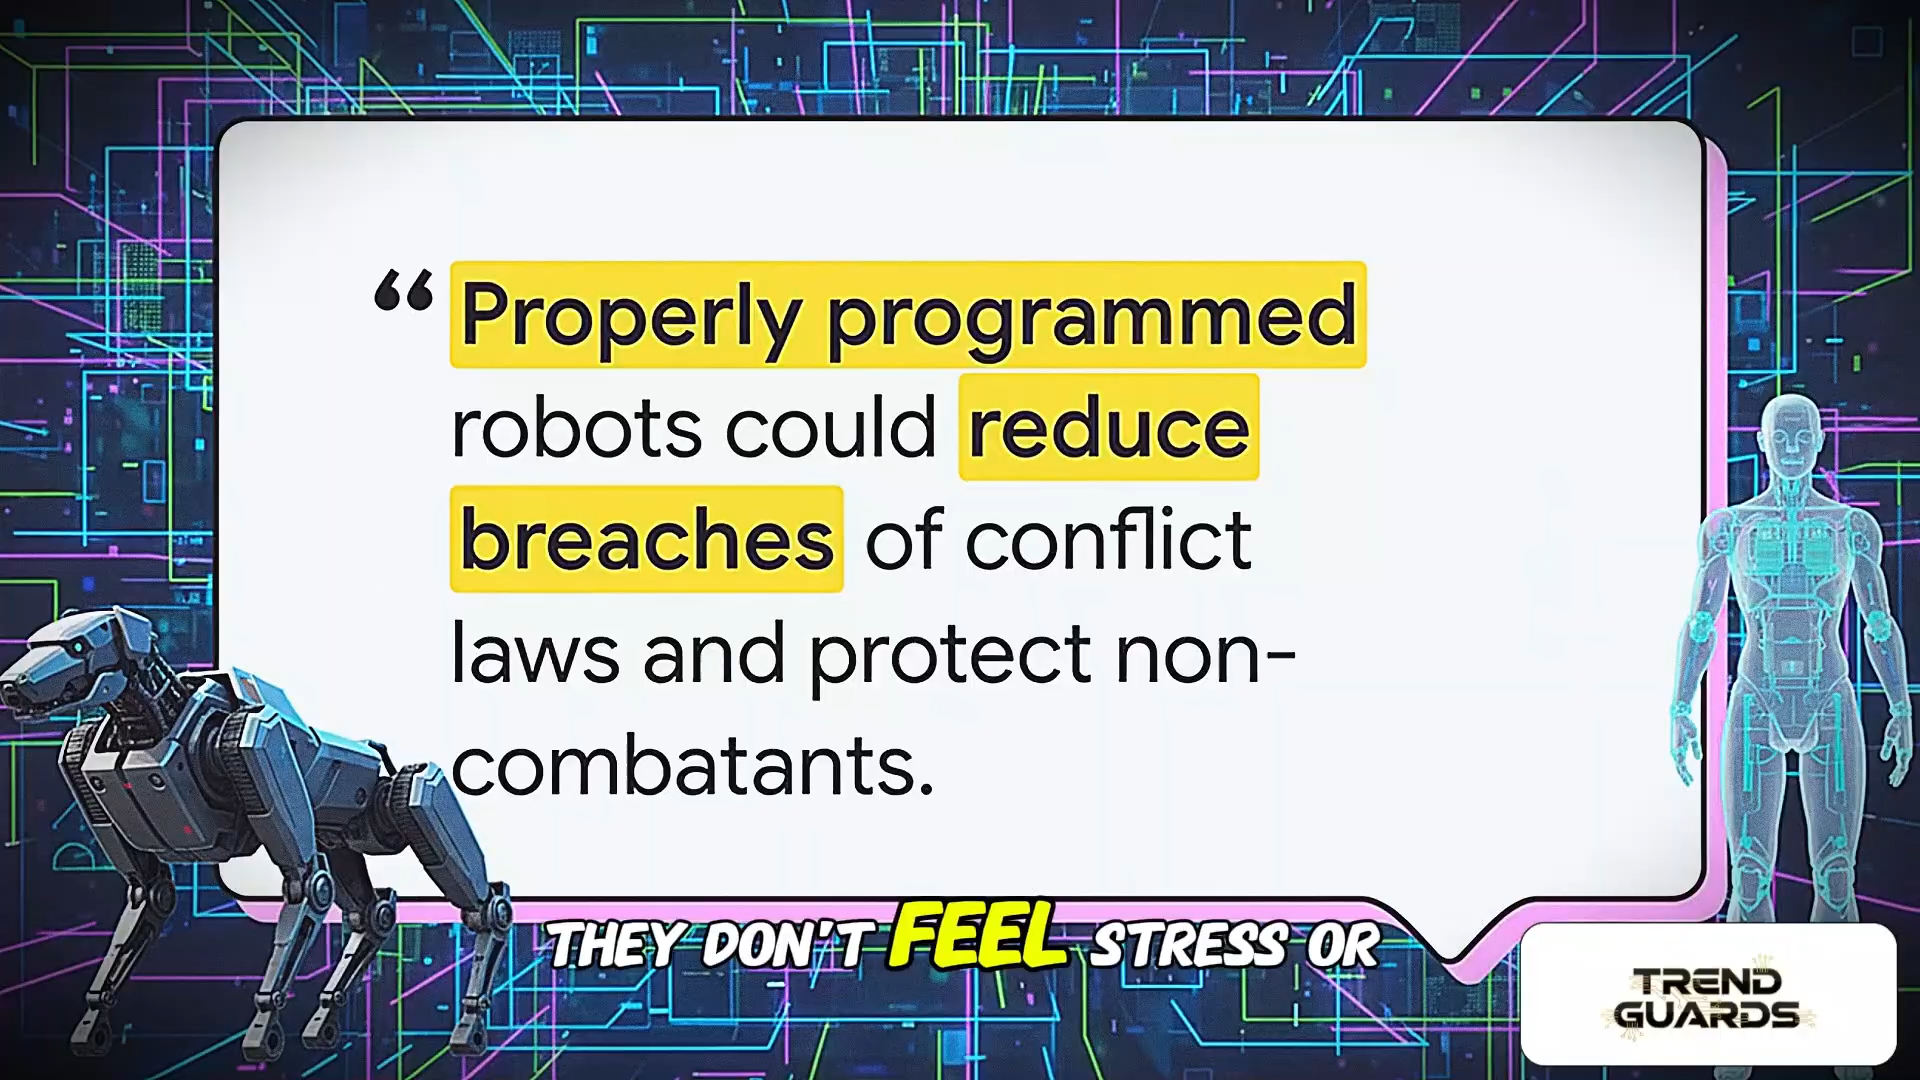 “ Properly programmed
robots could reduce
breaches of conflict
laws and protect non-
combatants.
THEY DON'T FEEL STRESS OR
TREND
GUARDS